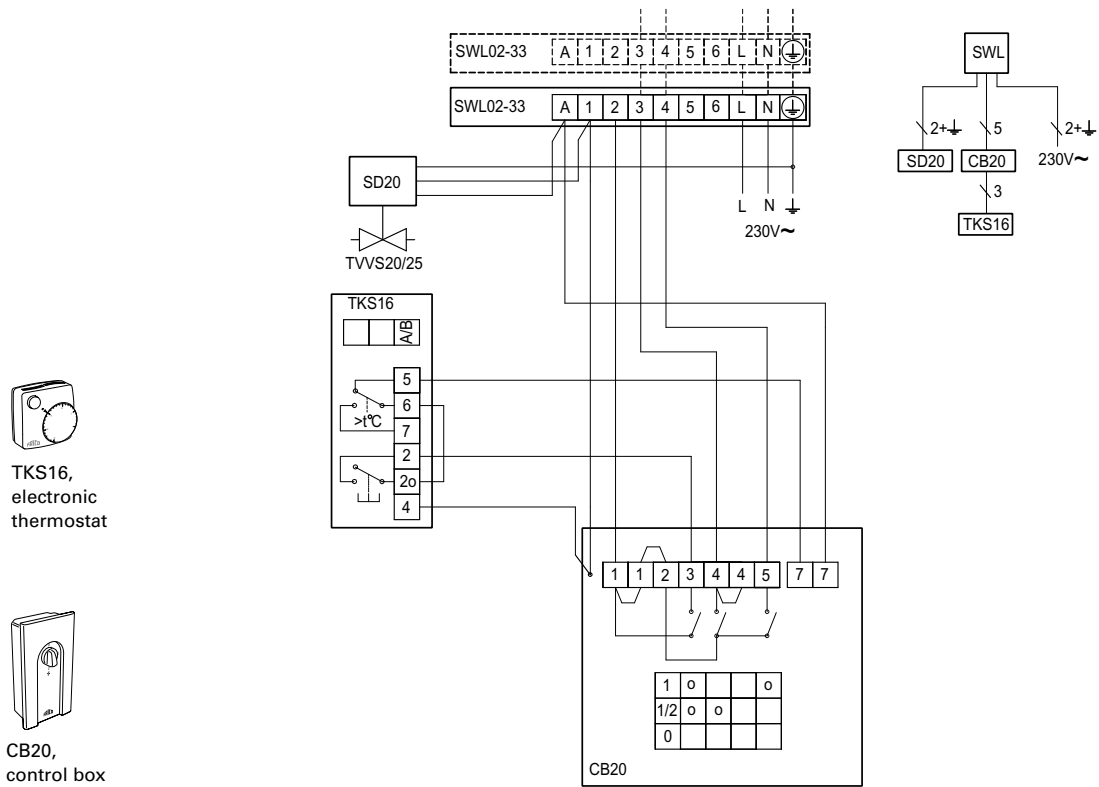 SWL02-33 A 1 2 3 4 5 6 L N
SWL02-33 A 1 2 3 4 5 6 L N
SWL
2+ 5 2+
SD20 CB20 230V~
3
TKS16
SD20
L N
230V~
TVVS20/25
TKS16
A/B
5
6
>t°C
7
2
2o
4
TKS16,
electronic
thermostat
1 1 2 3 4 4 5 7 7
1 o o
1/2 o o
0
CB20
CB20,
control box